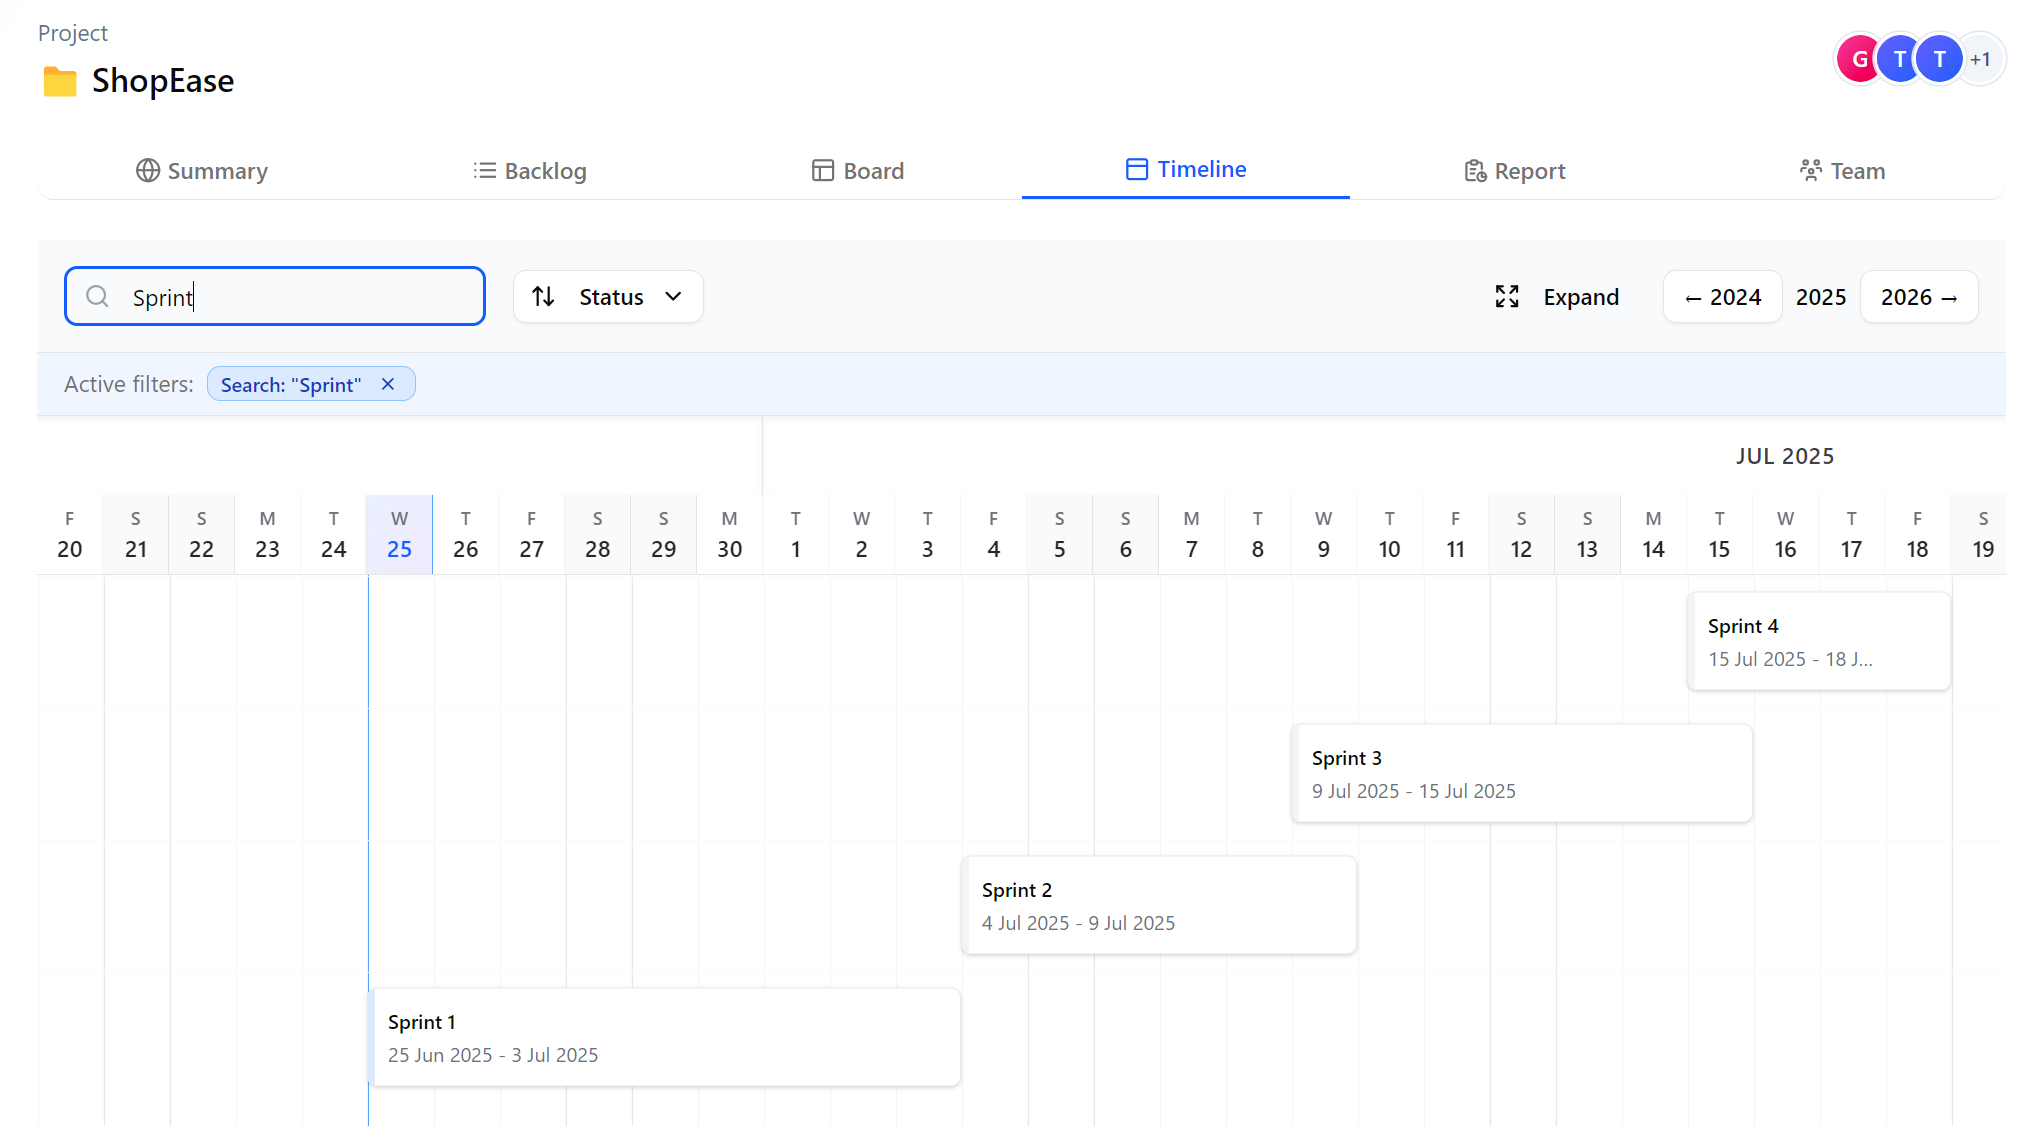 Project
ShopEase
G T T +1
Summary Backlog Board Timeline Report Team
Sprint Status Expand ← 2024 2025 2026 →
Active filters: Search: "Sprint" ×
JUL 2025
F S S M T W T F S S M T W T F S S M T W T F S S M T W T F S
20 21 22 23 24 25 26 27 28 29 30 1 2 3 4 5 6 7 8 9 10 11 12 13 14 15 16 17 18 19
Sprint 4
15 Jul 2025 - 18 J...
Sprint 3
9 Jul 2025 - 15 Jul 2025
Sprint 2
4 Jul 2025 - 9 Jul 2025
Sprint 1
25 Jun 2025 - 3 Jul 2025